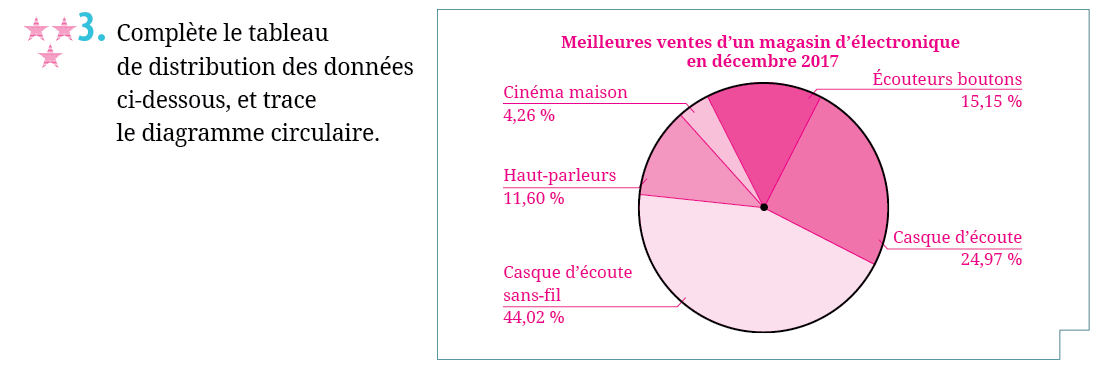 3. Complète le tableau
de distribution des données
ci-dessous, et trace
le diagramme circulaire.
Meilleures ventes d’un magasin d’électronique
en décembre 2017
Écouteurs boutons
15,15 %
Cinéma maison
4,26 %
Haut-parleurs
11,60 %
Casque d’écoute
24,97 %
Casque d’écoute
sans-fil
44,02 %